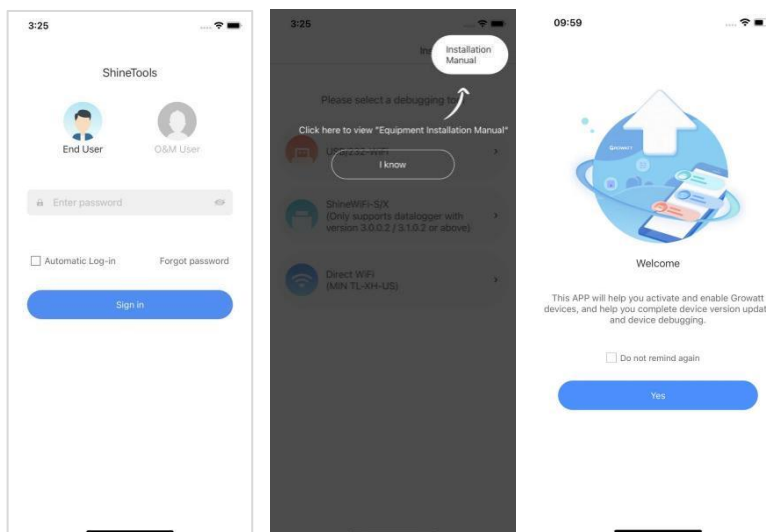 3:25
ShineTools
End User
O&M User
Enter password
Automatic Log-in
Forgot password
Sign in
3:25
Installation
Manual
Please select a debugging
Click here to view "Equipment Installation Manual"
USB/232-WiFi
I know
ShineWiFi-S/X
(Only supports datalogger with
version 3.0.0.2 / 3.1.0.2 or above)
Direct WiFi
(MIN TL-XH-US)
09:59
GROWATT
Welcome
This APP will help you activate and enable Growatt
devices, and help you complete device version updat
and device debugging.
Do not remind again
Yes